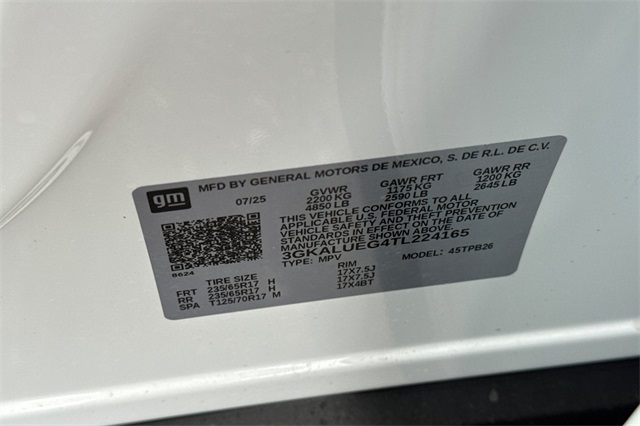 gm
MFD BY GENERAL MOTORS DE MEXICO, S. DE R.L. DE C.V.
07/25 GVWR GAWR FRT GAWR RR
2200 KG 1175 KG 1200 KG
4850 LB 2590 LB 2645 LB
THIS VEHICLE CONFORMS TO ALL
APPLICABLE U.S. FEDERAL MOTOR
VEHICLE SAFETY AND THEFT PREVENTION
STANDARDS IN EFFECT ON THE DATE OF
MANUFACTURE SHOWN ABOVE.
3GKALUEG4TL224165
8624 TYPE: MPV MODEL: 4STPB26
TIRE SIZE RIM
FRT 235/65R17 H 17X7.5J
RR 235/65R17 H 17X7.5J
SPA T125/70R17 M 17X4BT